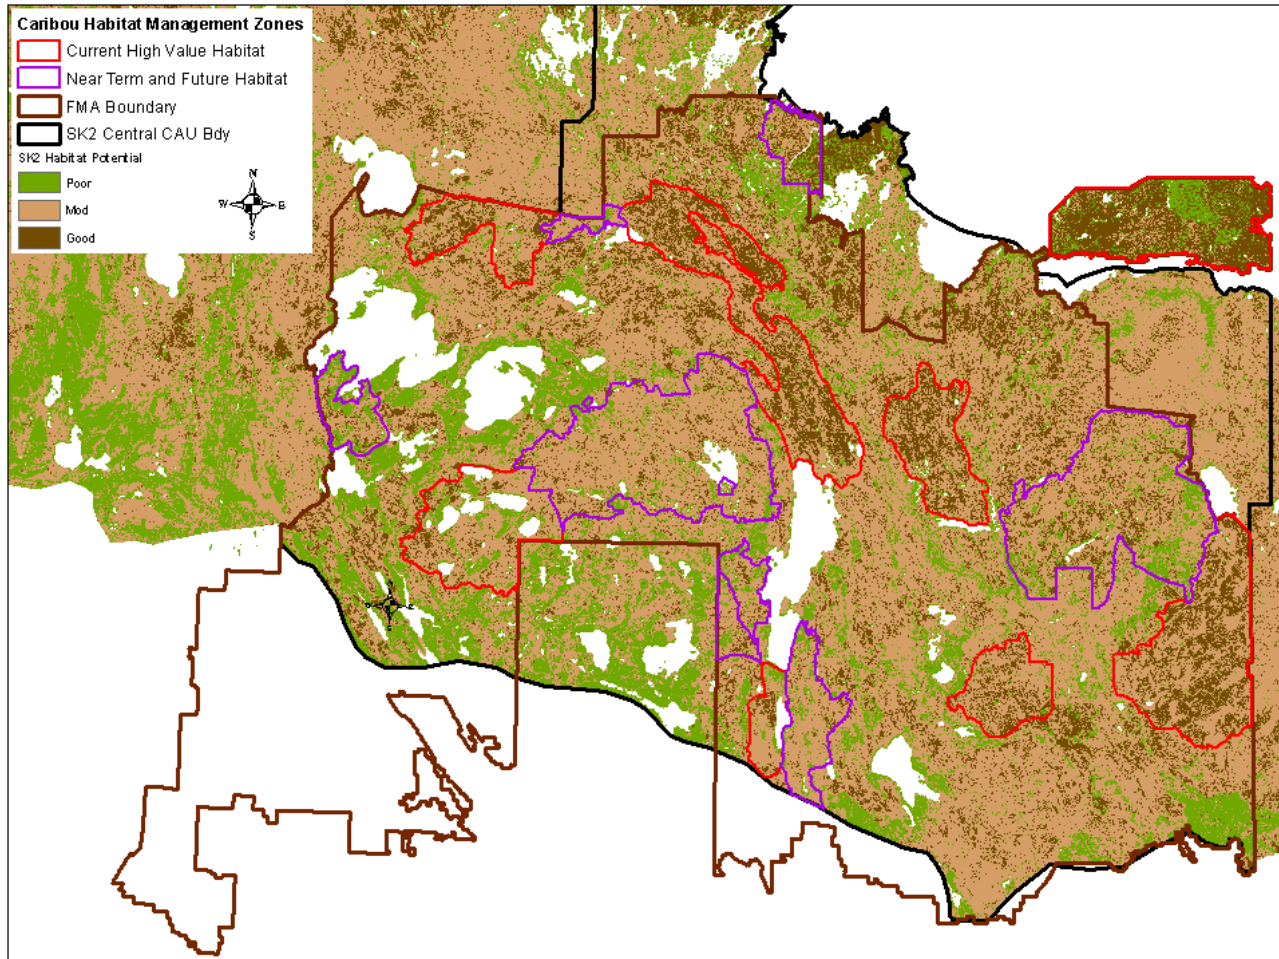 Caribou Habitat Management Zones
Current High Value Habitat
Near Term and Future Habitat
FMA Boundary
SK2 Central CAU Bdy
SK2 Habitat Potential
Poor
Mod
Good
N
W E
S